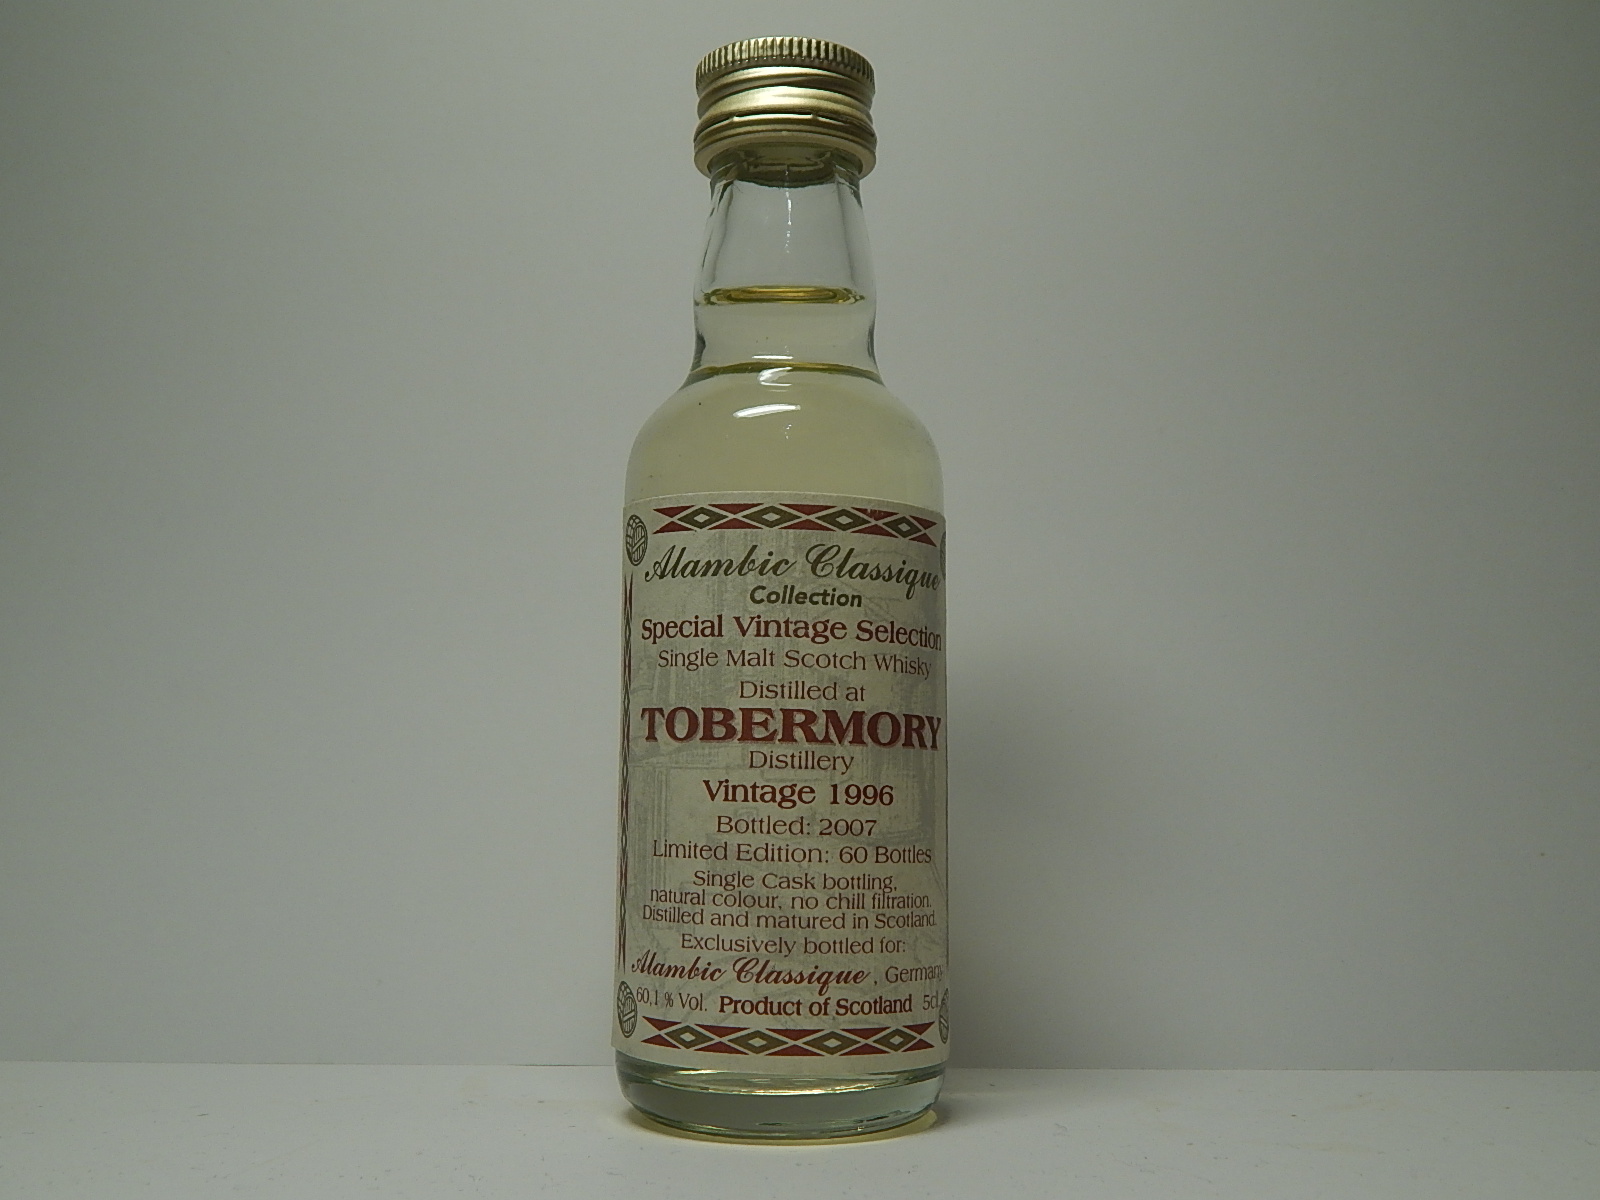 Alambic Classique
Collection
Special Vintage Selection
Single Malt Scotch Whisky
Distilled at
TOBERMORY
Distillery
Vintage 1996
Bottled: 2007
Limited Edition: 60 Bottles
Single Cask bottling,
natural colour, no chill filtration.
Distilled and matured in Scotland.
Exclusively bottled for:
Alambic Classique, Germany
60,1 % Vol. Product of Scotland 5cl